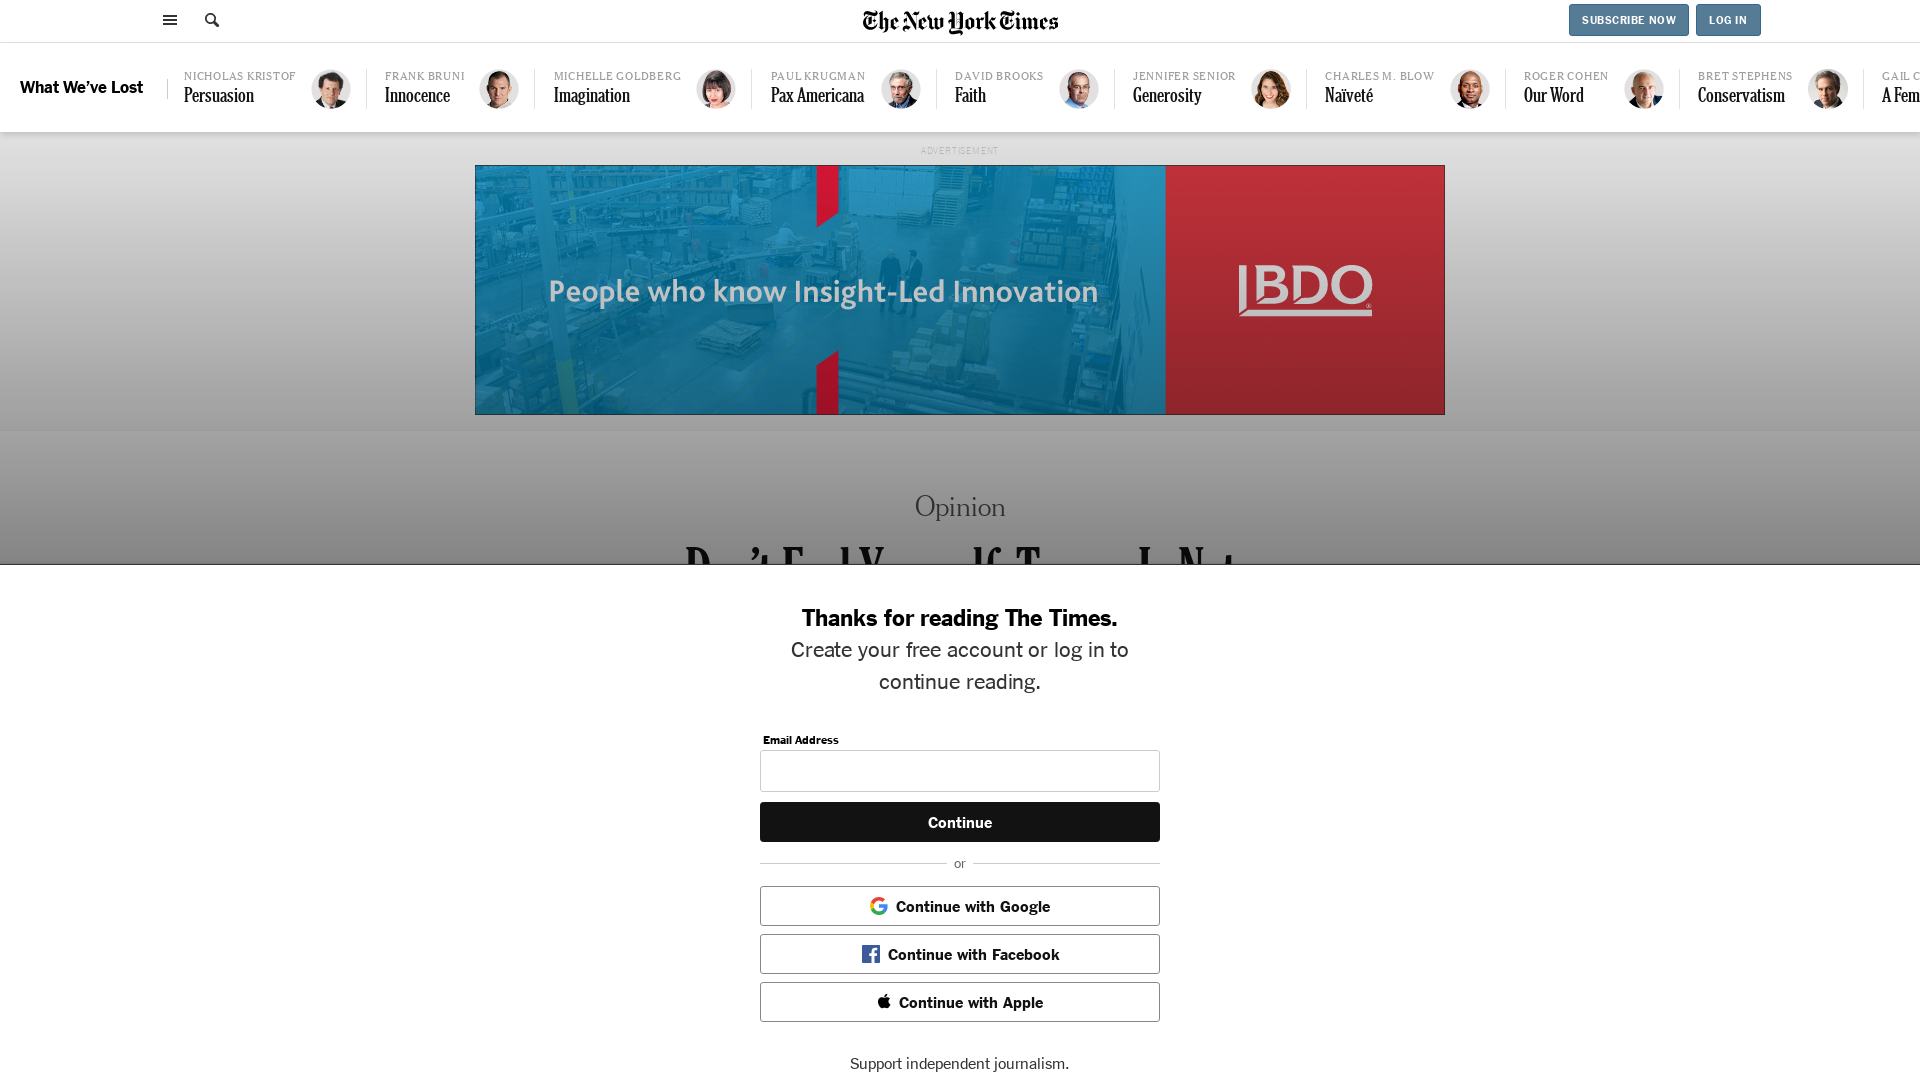 The New York Times
SUBSCRIBE NOW
LOG IN
What We've Lost
NICHOLAS KRISTOF
Persuasion
FRANK BRUNI
Innocence
MICHELLE GOLDBERG
Imagination
PAUL KRUGMAN
Pax Americana
DAVID BROOKS
Faith
JENNIFER SENIOR
Generosity
CHARLES M. BLOW
Naïveté
ROGER COHEN
Our Word
BRET STEPHENS
Conservatism
GAIL
A
ADVERTISEMENT
People who know Insight-Led Innovation
BDO
Opinion
Thanks for reading The Times.
Create your free account or log in to
continue reading.
Email Address
Continue
or
Continue with Google
Continue with Facebook
Continue with Apple
Support independent journalism.